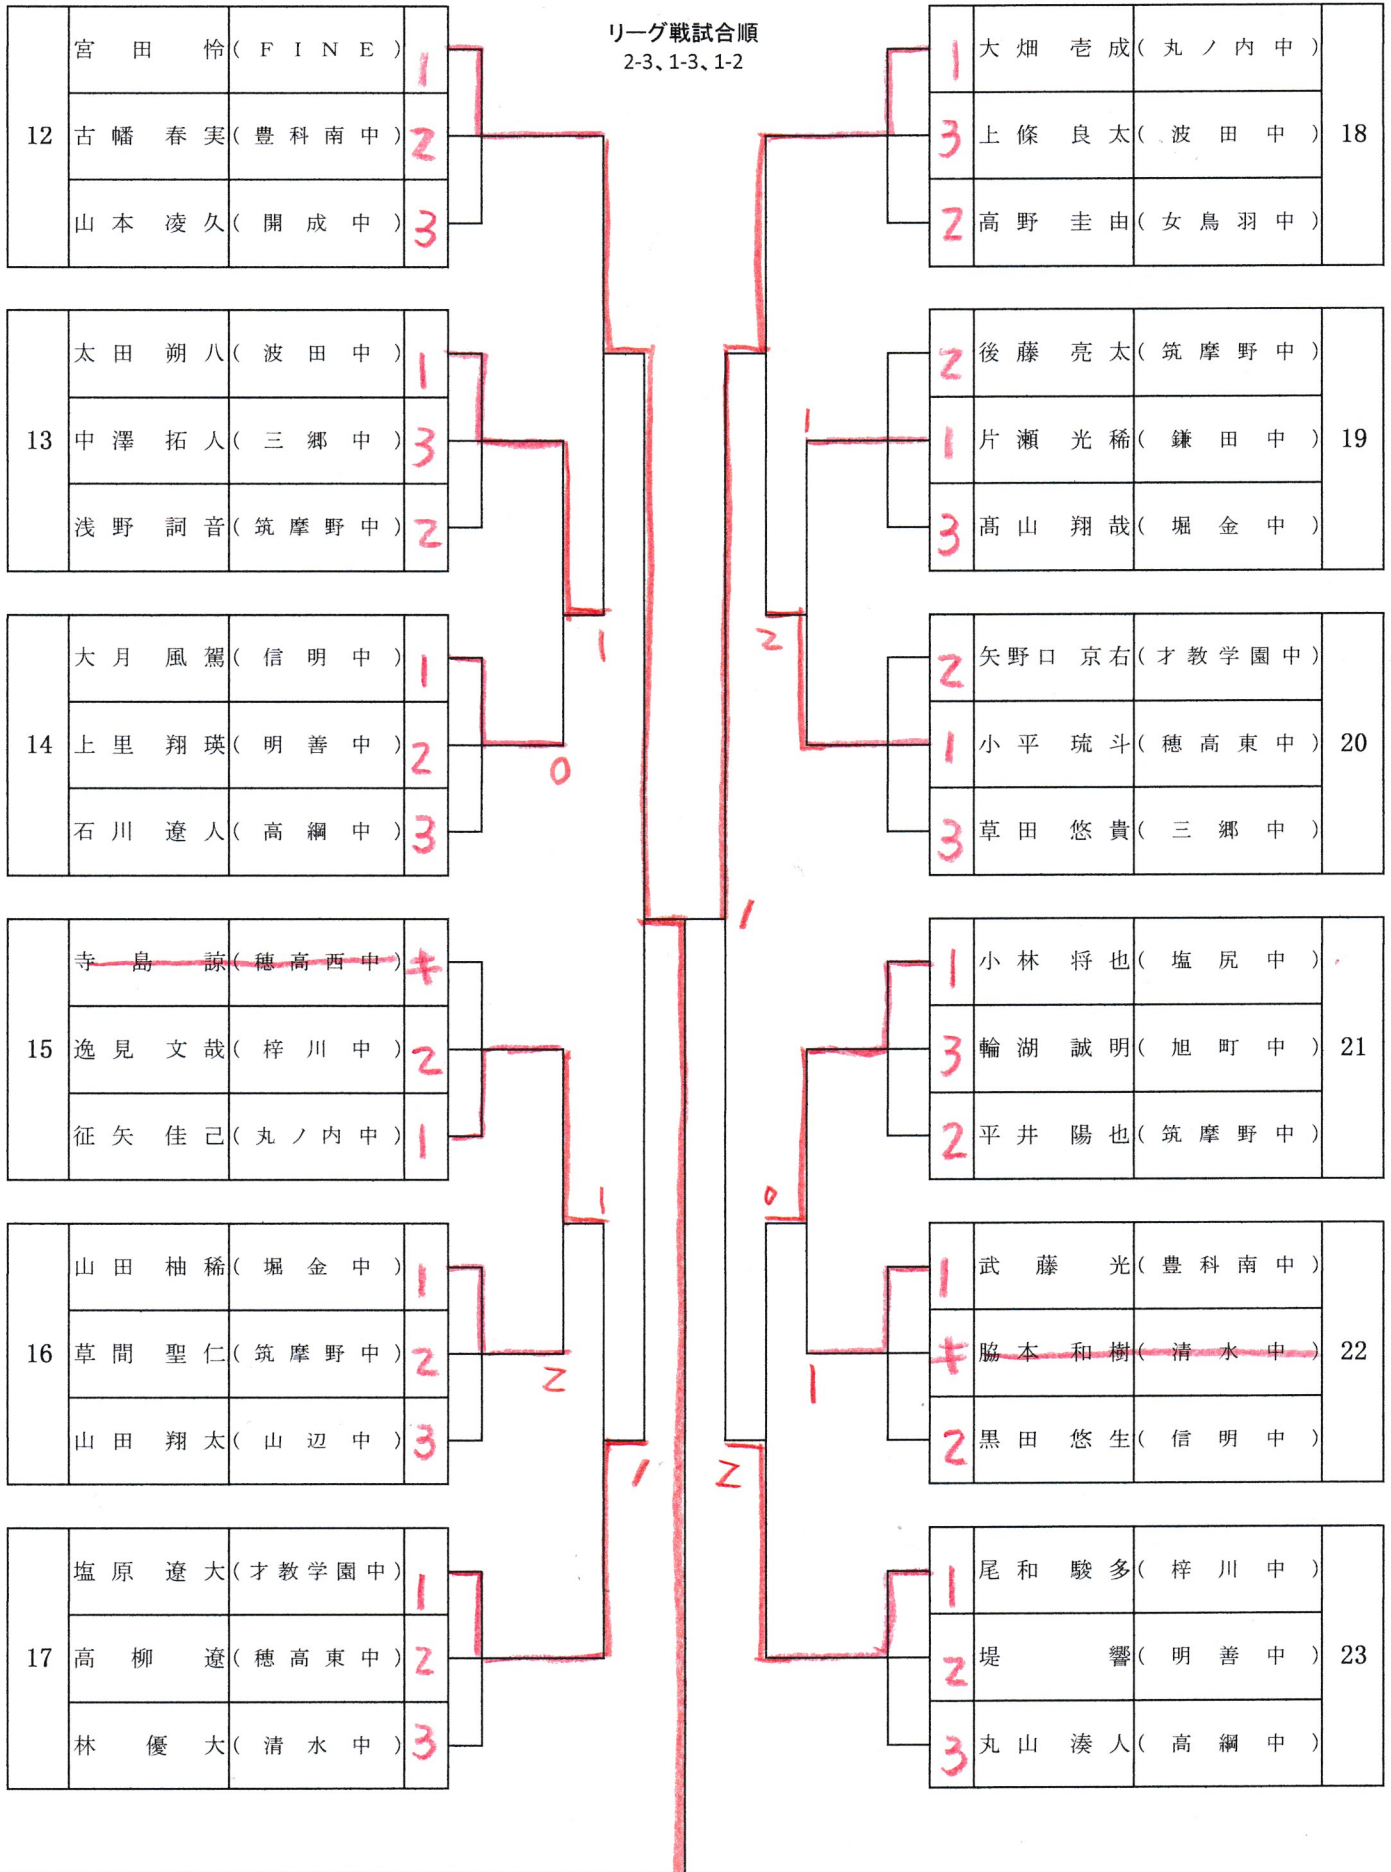 リーグ戦試合順
2-3、1-3、1-2
12
宮田 怜(FINE) 1
古幡 春実(豊科南中) 2
山本 凌久(開成中) 3
13
太田 朔八(波田中) 1
中澤 拓人(三郷中) 3
浅野 詞音(筑摩野中) 2
14
大月 風駕(信明中) 1
上里 翔瑛(明善中) 2
石川 遼人(高綱中) 3
15
寺島 諒(穂高西中) キ
逸見 文哉(梓川中) 2
征矢 佳己(丸ノ内中) 1
16
山田 柚稀(堀金中) 1
草間 聖仁(筑摩野中) 2
山田 翔太(山辺中) 3
17
塩原 遼大(才教学園中) 1
高柳 遼(穂高東中) 2
林 優大(清水中) 3
1
0
1
2
1
18
1 大畑 壱成(丸ノ内中)
3 上條 良太(波田中)
2 高野 圭由(女鳥羽中)
19
2 後藤 亮太(筑摩野中)
1 片瀬 光稀(鎌田中)
3 髙山 翔哉(堀金中)
20
2 矢野口 京右(才教学園中)
1 小平 琉斗(穂高東中)
3 草田 悠貴(三郷中)
21
1 小林 将也(塩尻中)
3 輪湖 誠明(旭町中)
2 平井 陽也(筑摩野中)
22
1 武藤 光(豊科南中)
キ 脇本 和樹(清水中)
2 黒田 悠生(信明中)
23
1 尾和 駿多(梓川中)
2 堤 響(明善中)
3 丸山 湊人(高綱中)
1
2
1
0
1
2